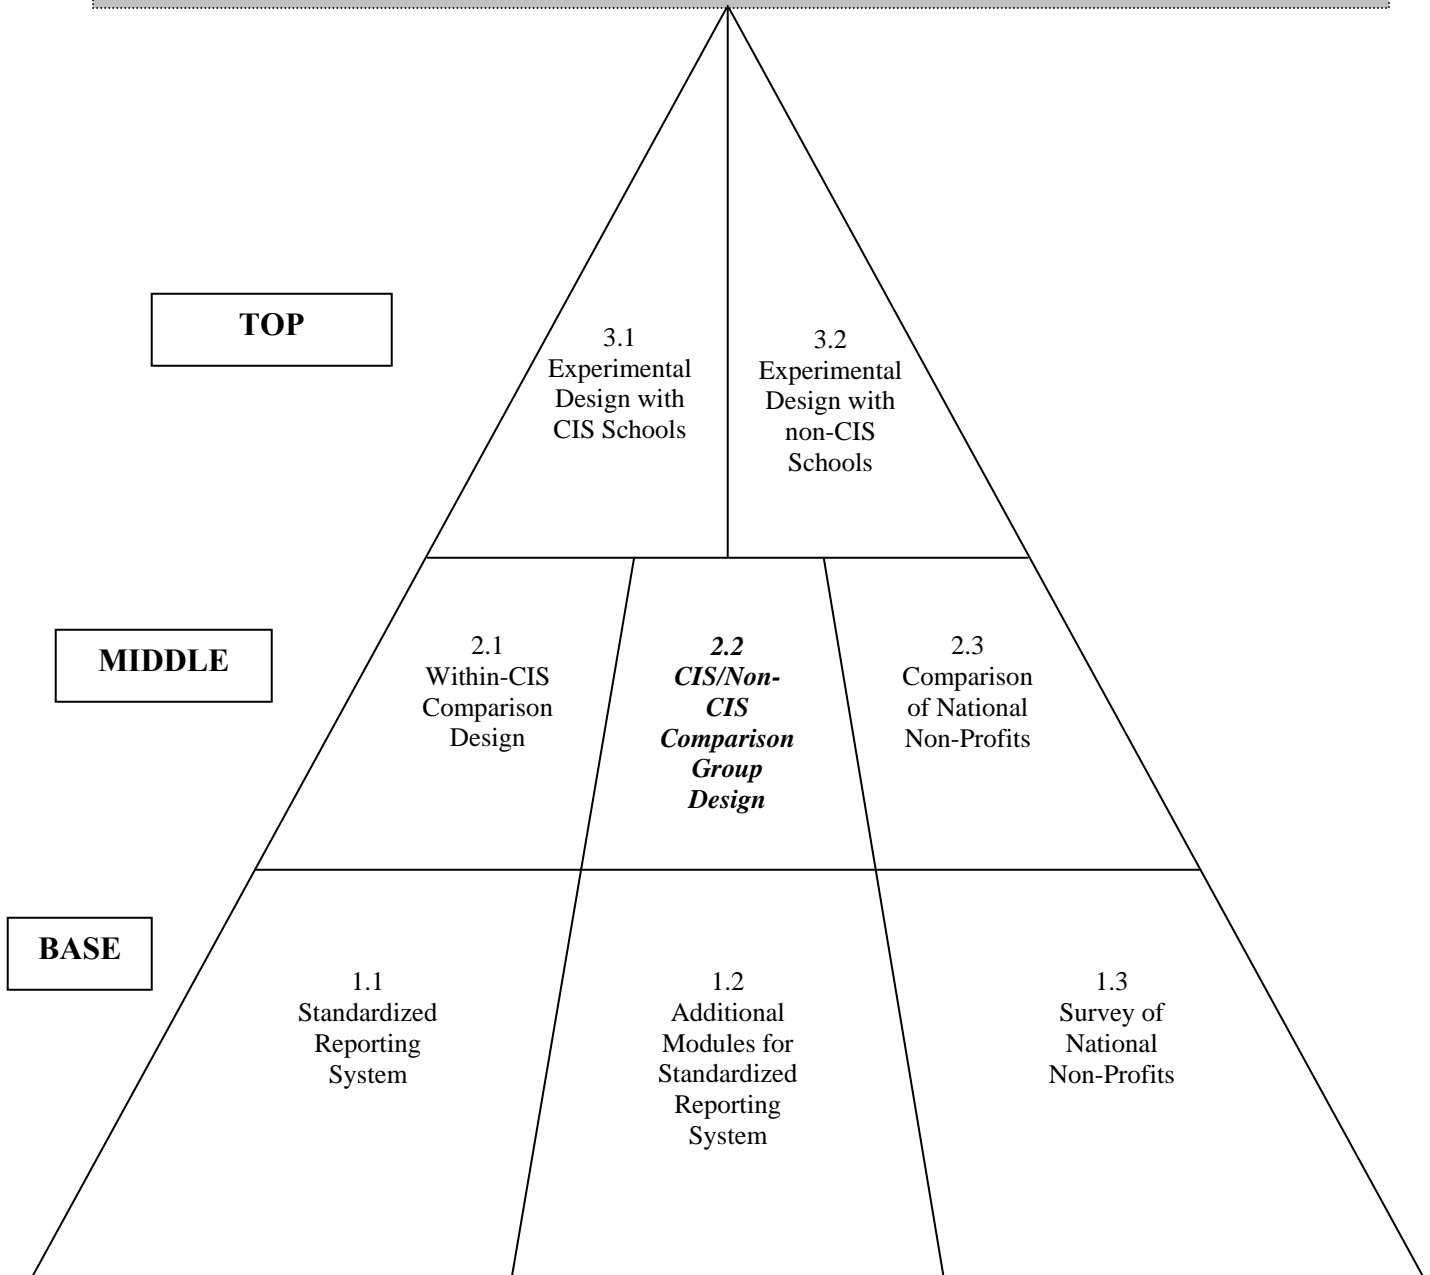 TOP
3.1
Experimental
Design with
CIS Schools
3.2
Experimental
Design with
non-CIS
Schools
MIDDLE
2.1
Within-CIS
Comparison
Design
2.2
CIS/Non-
CIS
Comparison
Group
Design
2.3
Comparison
of National
Non-Profits
BASE
1.1
Standardized
Reporting
System
1.2
Additional
Modules for
Standardized
Reporting
System
1.3
Survey of
National
Non-Profits